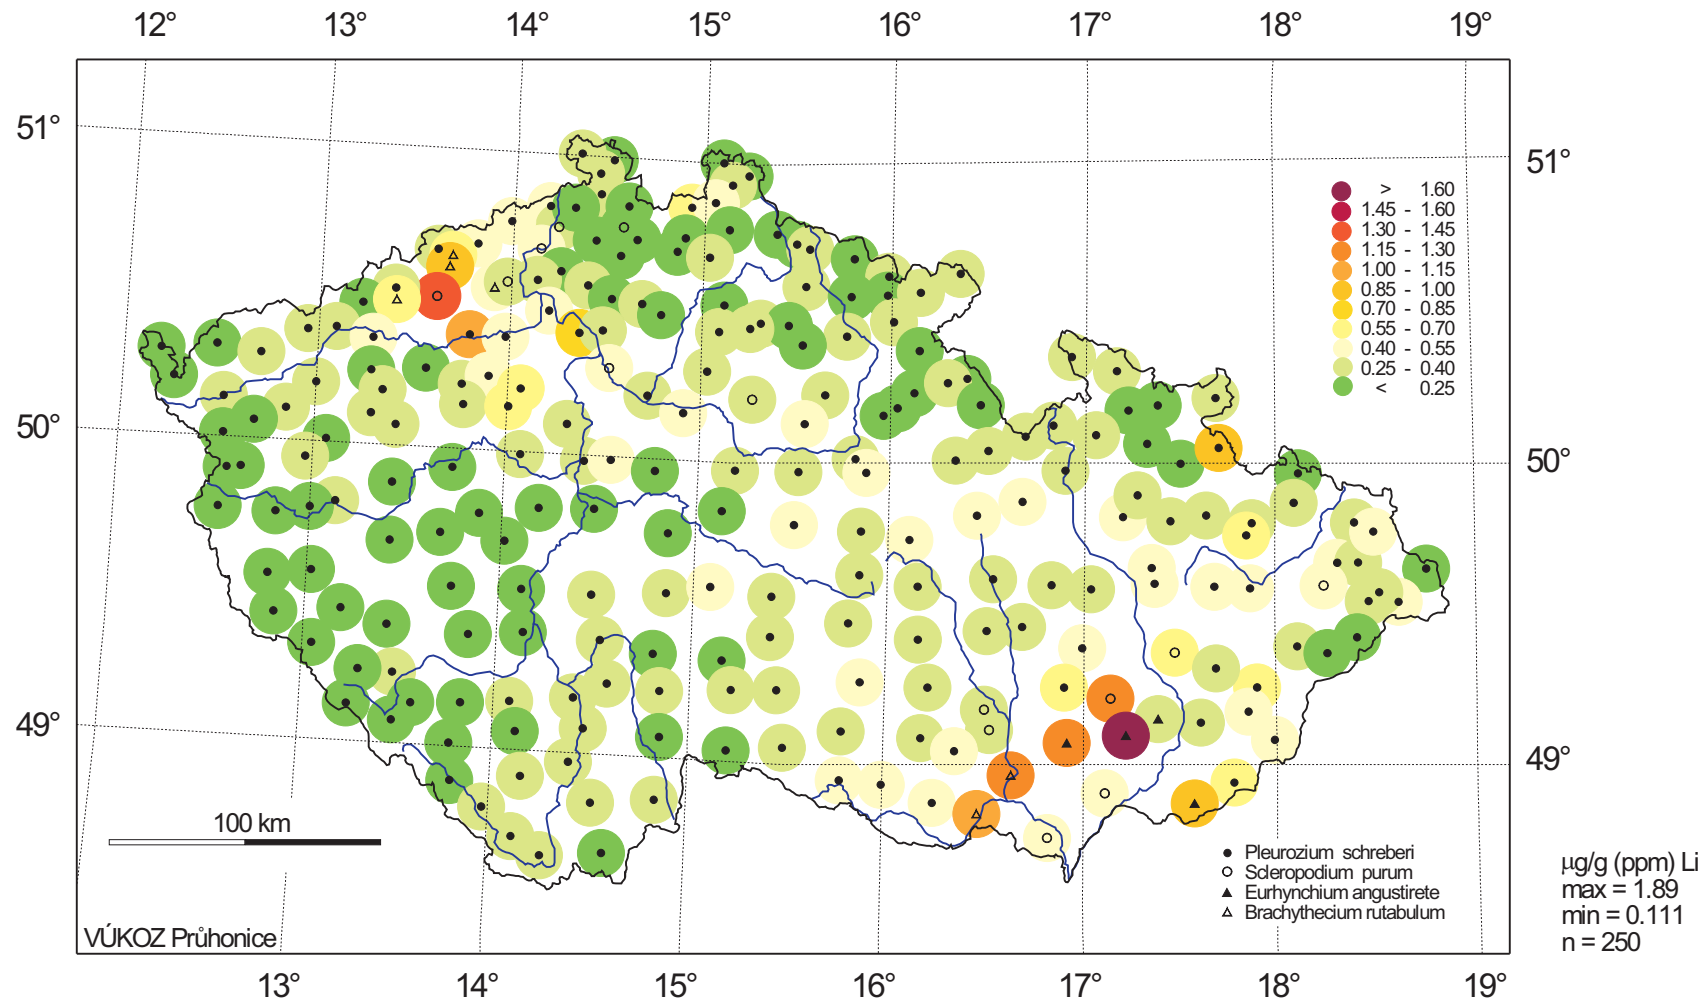 12° 13° 14° 15° 16° 17° 18° 19°
51°
51°
> 1.60
1.45 - 1.60
1.30 - 1.45
1.15 - 1.30
1.00 - 1.15
0.85 - 1.00
0.70 - 0.85
0.55 - 0.70
0.40 - 0.55
0.25 - 0.40
< 0.25
50°
50°
49°
49°
100 km
Pleurozium schreberi
Scleropodium purum
Eurhynchium angustirete
Brachythecium rutabulum
µg/g (ppm) Li
max = 1.89
min = 0.111
n = 250
VÚKOZ Průhonice
13° 14° 15° 16° 17° 18° 19°